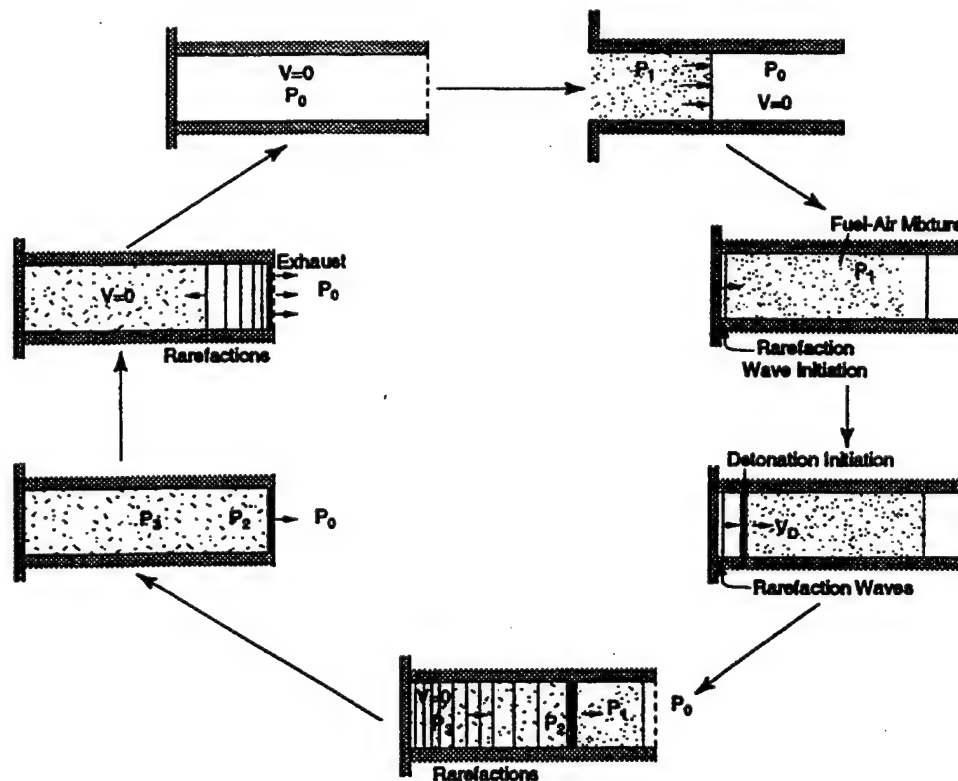 V=0
P0
P1
P0
V=0
Fuel-Air Mixture
P1
Rarefaction
Wave Initiation
Detonation Initiation
VD
Rarefaction Waves
V=0
P3
P2
P1
P0
Rarefactions
P3
P2
P0
Exhaust
V=0
P0
Rarefactions